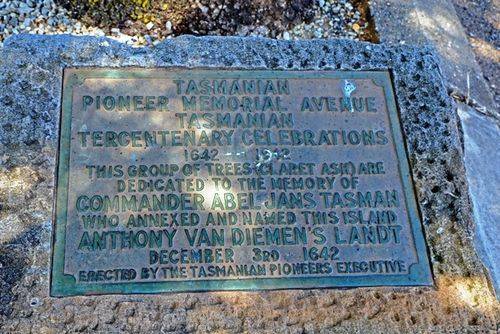 TASMANIAN
PIONEER MEMORIAL AVENUE
TASMANIAN
TERCENTENARY CELEBRATIONS
1642 - 1942
THIS GROUP OF TREES (CLARET ASH) ARE
DEDICATED TO THE MEMORY OF
COMMANDER ABEL JANS TASMAN
WHO ANNEXED AND NAMED THIS ISLAND
ANTHONY VAN DIEMEN'S LANDT
DECEMBER 3RD - 1642
ERECTED BY THE TASMANIAN PIONEERS EXECUTIVE